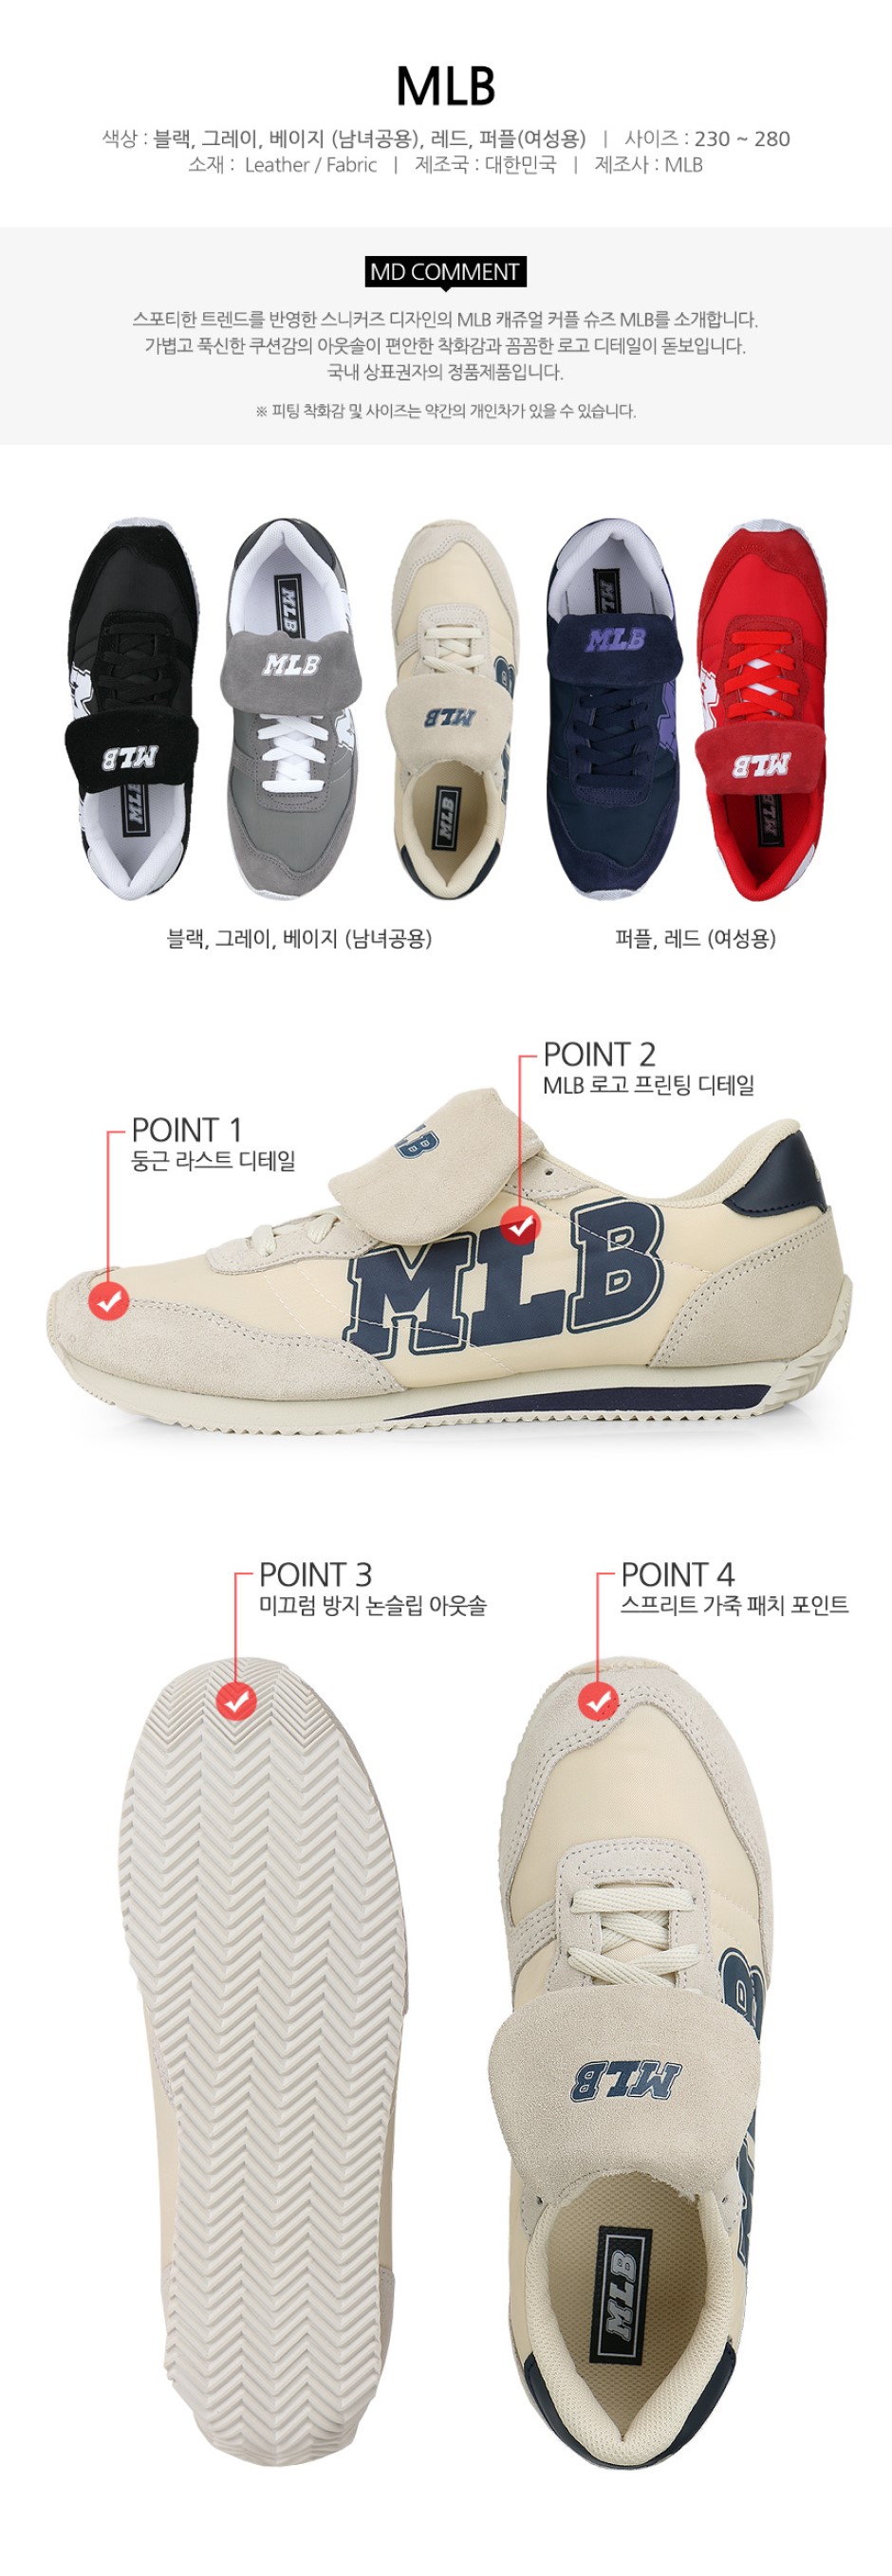 MLB
색상 : 블랙, 그레이, 베이지 (남녀공용), 레드, 퍼플(여성용) | 사이즈 : 230 ~ 280
소재 : Leather / Fabric | 제조국 : 대한민국 | 제조사 : MLB
MD COMMENT
스포티한 트렌드를 반영한 스니커즈 디자인의 MLB 캐쥬얼 커플 슈즈 MLB를 소개합니다.
가볍고 푹신한 쿠션감의 아웃솔이 편안한 착화감과 꼼꼼한 로고 디테일이 돋보입니다.
국내 상표권자의 정품제품입니다.
※ 피팅 착화감 및 사이즈는 약간의 개인차가 있을 수 있습니다.
MLB
MLB
MLB
MLB
MLB
MLB
MLB
MLB
MLB
MLB
블랙, 그레이, 베이지 (남녀공용)
퍼플, 레드 (여성용)
POINT 2
MLB 로고 프린팅 디테일
POINT 1
둥근 라스트 디테일
MLB
POINT 3
미끄럼 방지 논슬립 아웃솔
POINT 4
스프리트 가죽 패치 포인트
MLB
MLB